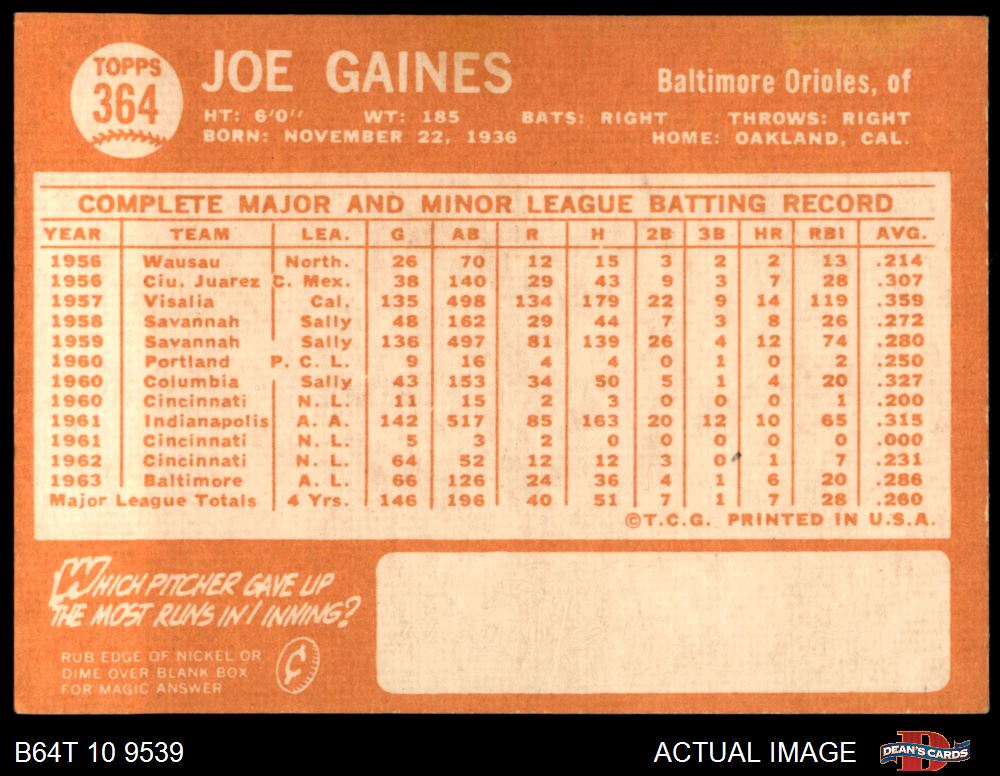 TOPPS
364
JOE GAINES
Baltimore Orioles, of
HT: 6'0'' WT: 185 BATS: RIGHT THROWS: RIGHT
BORN: NOVEMBER 22, 1936 HOME: OAKLAND, CAL.
COMPLETE MAJOR AND MINOR LEAGUE BATTING RECORD
YEAR TEAM LEA. G AB R H 2B 3B HR RBI AVG.
1956 Wausau North. 26 70 12 15 3 2 2 13 .214
1956 Ciu. Juarez C. Mex. 38 140 29 43 9 3 7 28 .307
1957 Visalia Cal. 135 498 134 179 22 9 14 119 .359
1958 Savannah Sally 48 162 29 44 7 3 8 26 .272
1959 Savannah Sally 136 497 81 139 26 4 12 74 .280
1960 Portland P. C. L. 9 16 4 4 0 1 0 2 .250
1960 Columbia Sally 43 153 34 50 5 1 4 20 .327
1960 Cincinnati N. L. 11 15 2 3 0 0 0 1 .200
1961 Indianapolis A. A. 142 517 85 163 20 12 10 65 .315
1961 Cincinnati N. L. 5 3 2 0 0 0 0 0 .000
1962 Cincinnati N. L. 64 52 12 12 3 0 1 7 .231
1963 Baltimore A. L. 66 126 24 36 4 1 6 20 .286
Major League Totals 4 Yrs. 146 196 40 51 7 1 7 28 .260
©T.C.G. PRINTED IN U.S.A.
WHICH PITCHER GAVE UP
THE MOST RUNS IN 1 INNING?
RUB EDGE OF NICKEL OR
DIME OVER BLANK BOX
FOR MAGIC ANSWER
¢
B64T 10 9539
ACTUAL IMAGE
D
DEAN'S CARDS